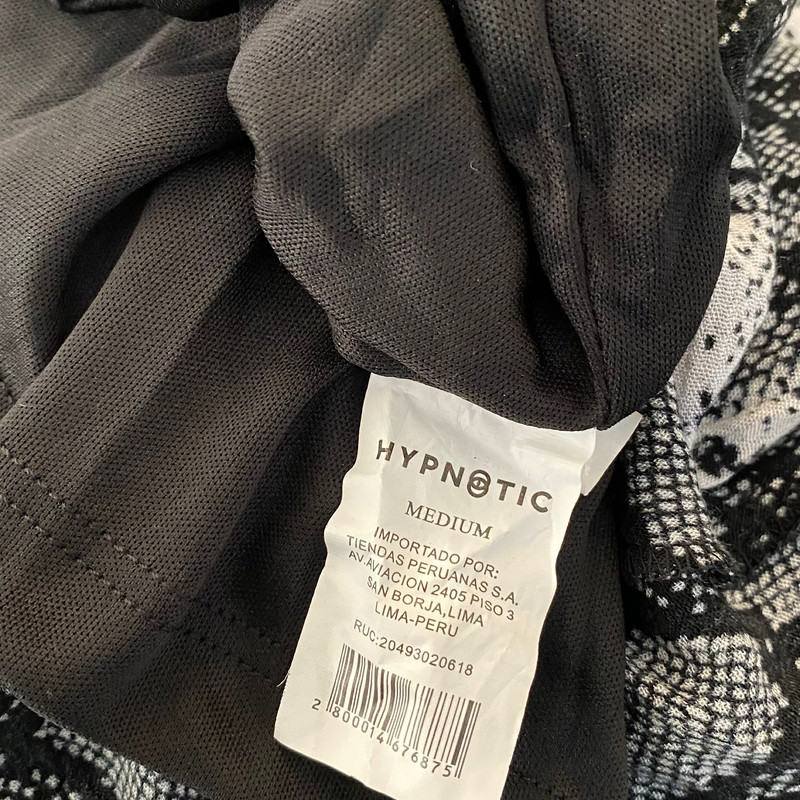 HYPNOTIC
MEDIUM
IMPORTADO POR:
TIENDAS PERUANAS S.A.
AV.AVIACION 2405 PISO 3
SAN BORJA,LIMA
LIMA-PERU
RUC:20493020618
2 800014 676875